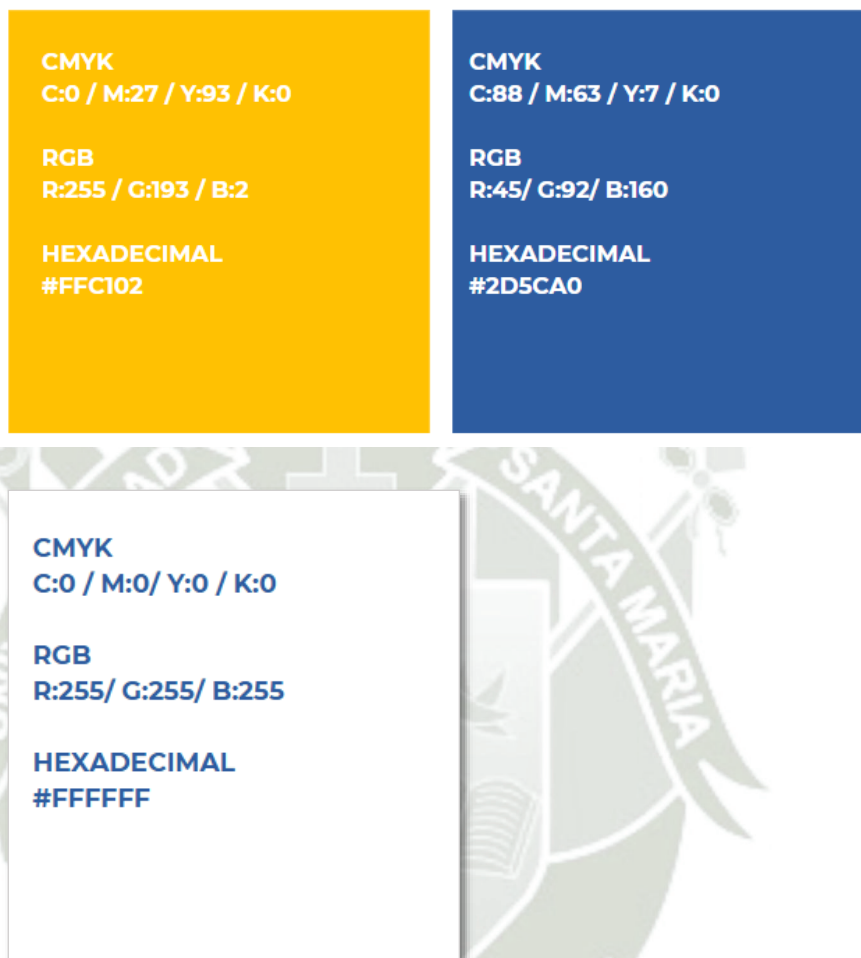 CMYK
C:0 / M:27 / Y:93 / K:0
RGB
R:255 / G:193 / B:2
HEXADECIMAL
#FFC102
CMYK
C:88 / M:63 / Y:7 / K:0
RGB
R:45/ G:92/ B:160
HEXADECIMAL
#2D5CA0
SANTA MARIA
CMYK
C:0 / M:0/ Y:0 / K:0
RGB
R:255/ G:255/ B:255
HEXADECIMAL
#FFFFFF